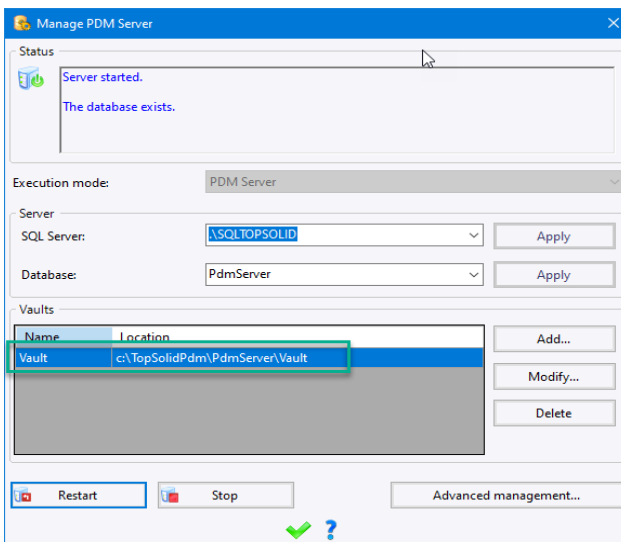 Manage PDM Server
Status
Server started.
The database exists.
Execution mode: PDM Server
Server
SQL Server: .\SQLTOPSOLID Apply
Database: PdmServer Apply
Vaults
Name Location Add...
Vault c:\TopSolidPdm\PdmServer\Vault
Modify...
Delete
Restart Stop Advanced management...
?